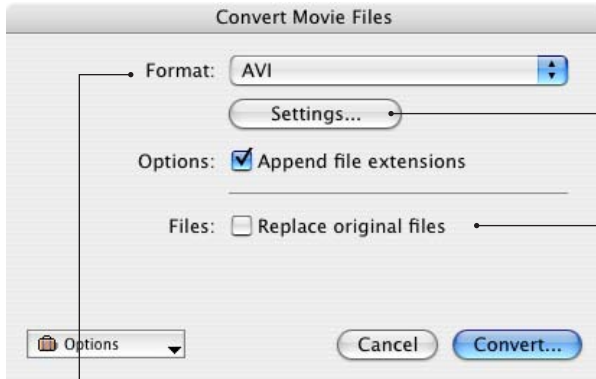 Convert Movie Files
Format: AVI
Settings...
Options: Append file extensions
Files: Replace original files
Options Cancel Convert...